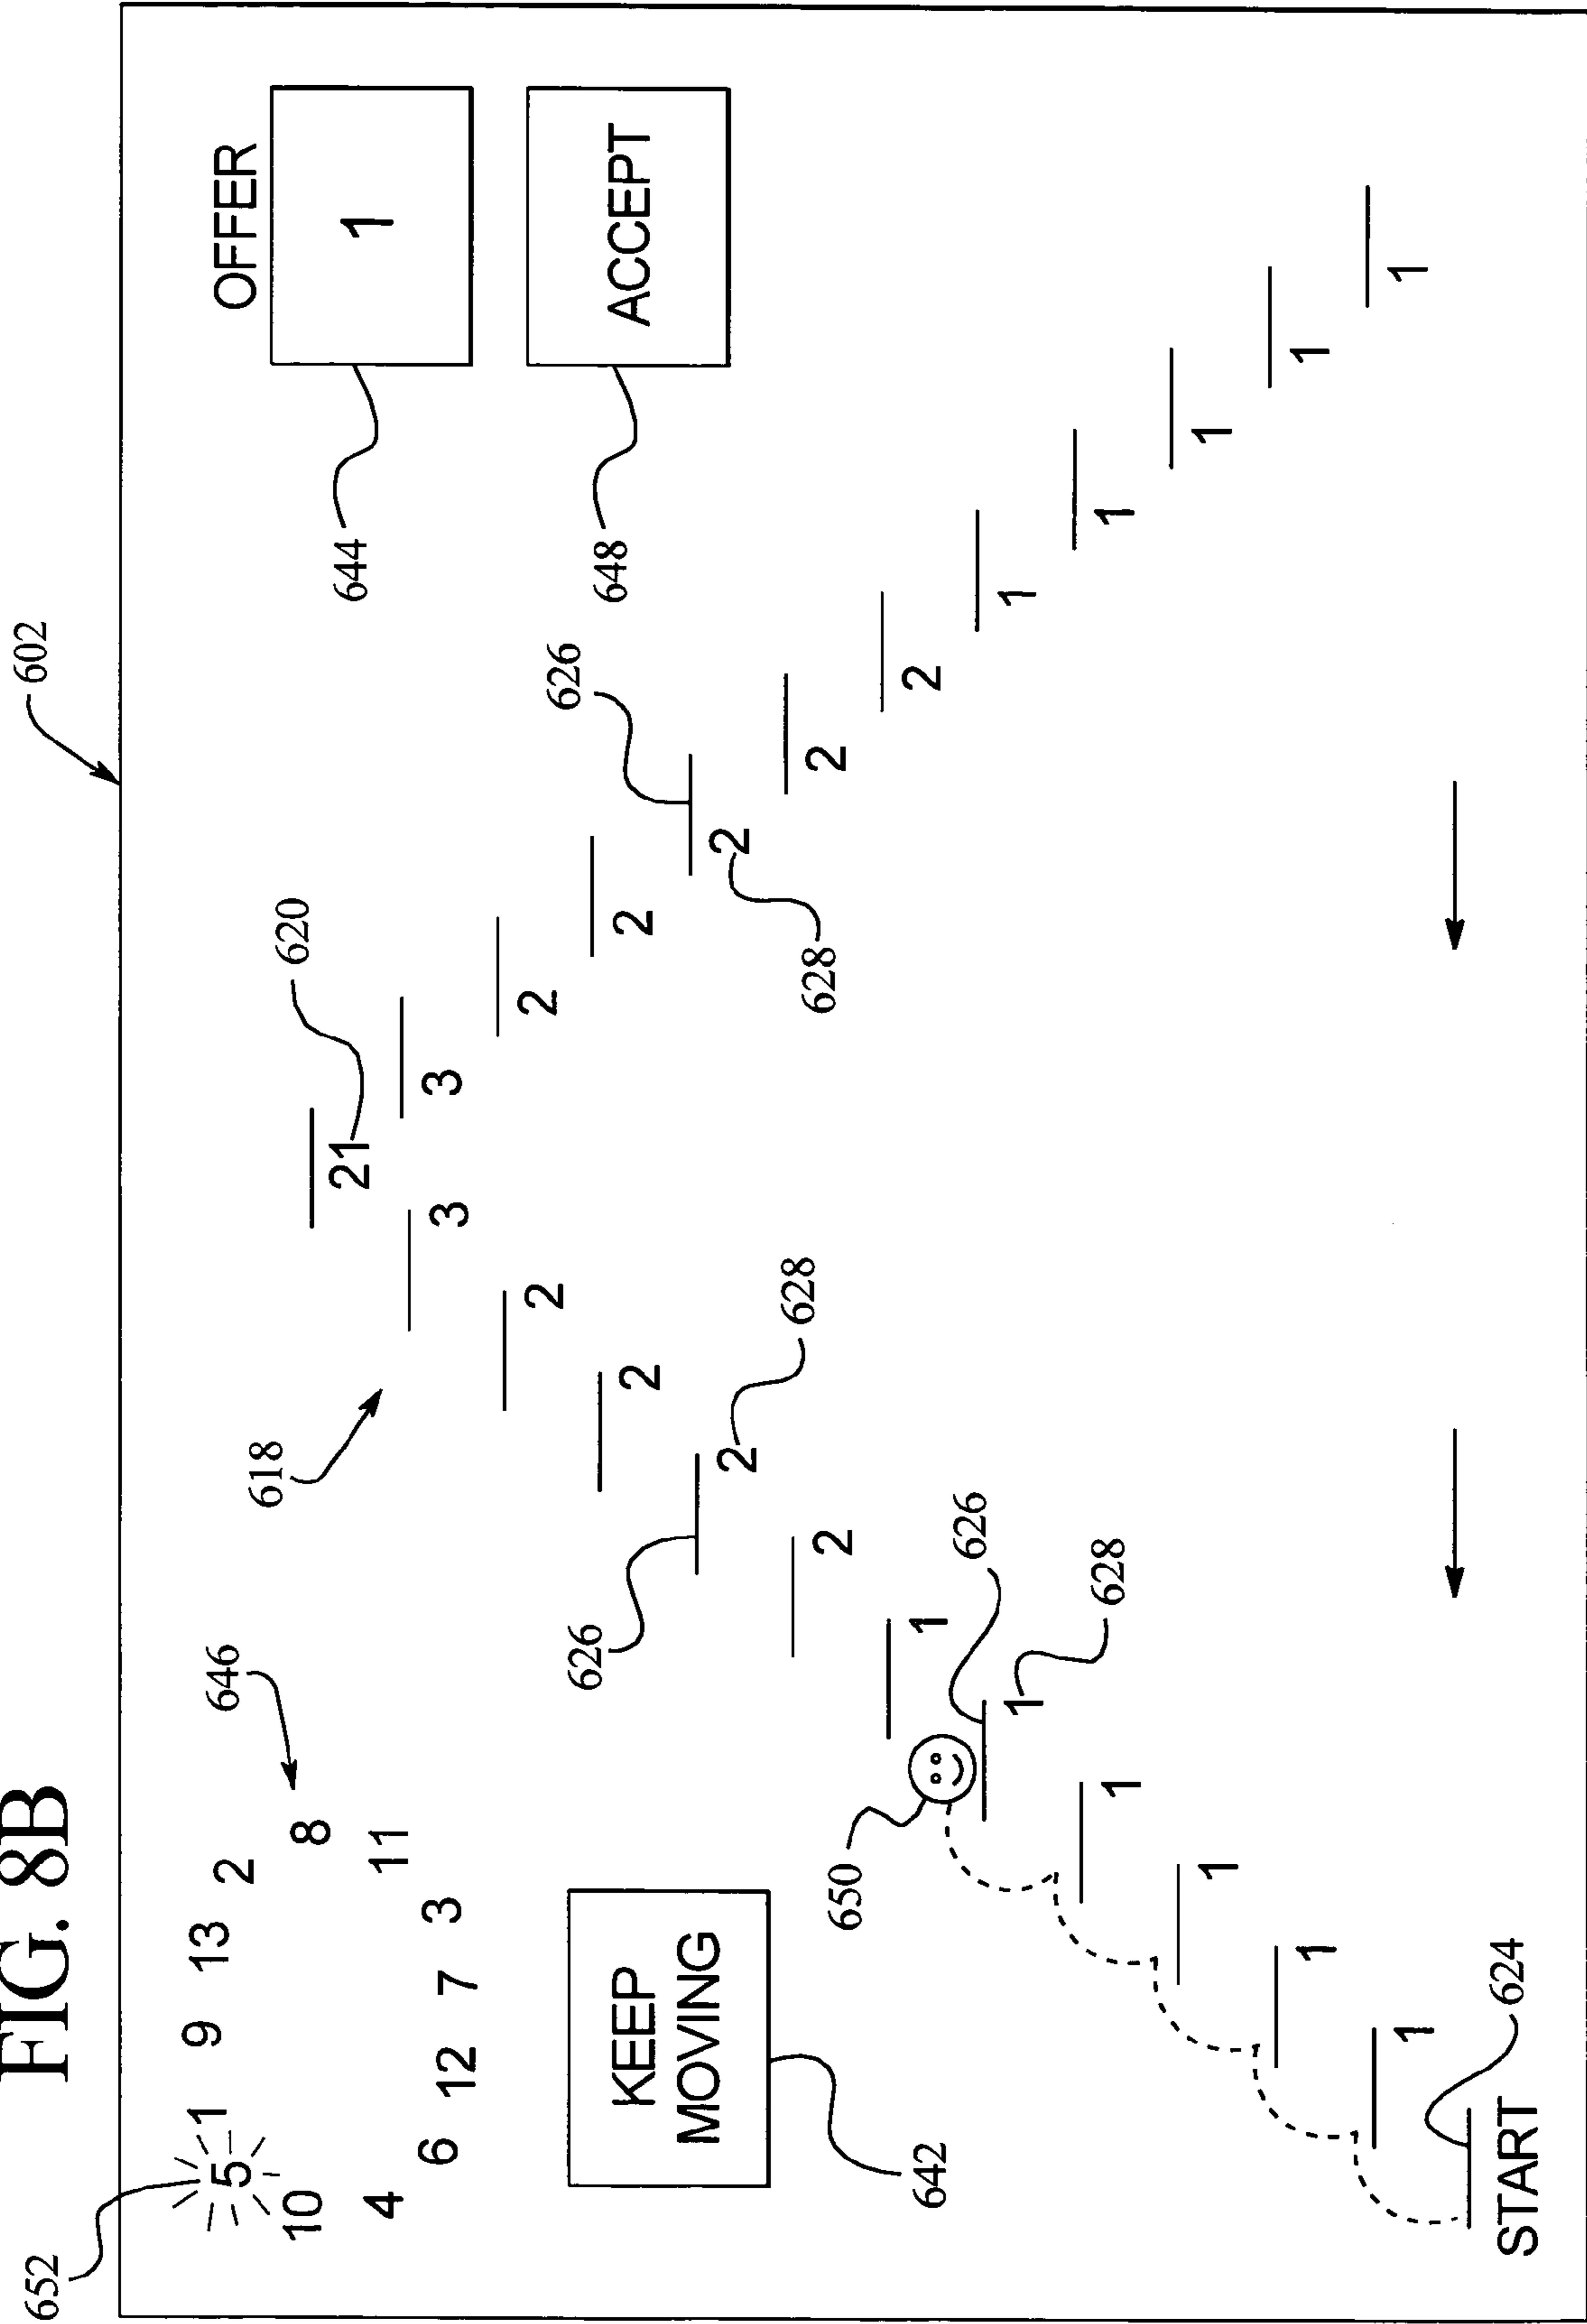 FIG. 8B
602
652
5 1 9 13 2 646 OFFER
10 8 618 620 1
4 11 21 644
6 12 7 3 3 3
2 2 626
KEEP MOVING 626 2 2 648 ACCEPT
2 628 2
650 2 628 2
642 1 626 2
1 628 1
1 1
1 1
1 1
1 1
START 624